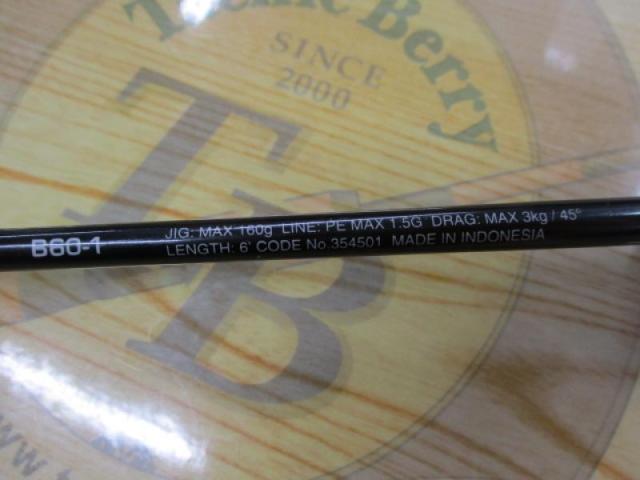 Berry
SINCE
2000
TB
B60-1
JIG: MAX 160g LINE: PE MAX 1.5G DRAG: MAX 3kg / 45°
LENGTH: 6' CODE No.354501 MADE IN INDONESIA
www.